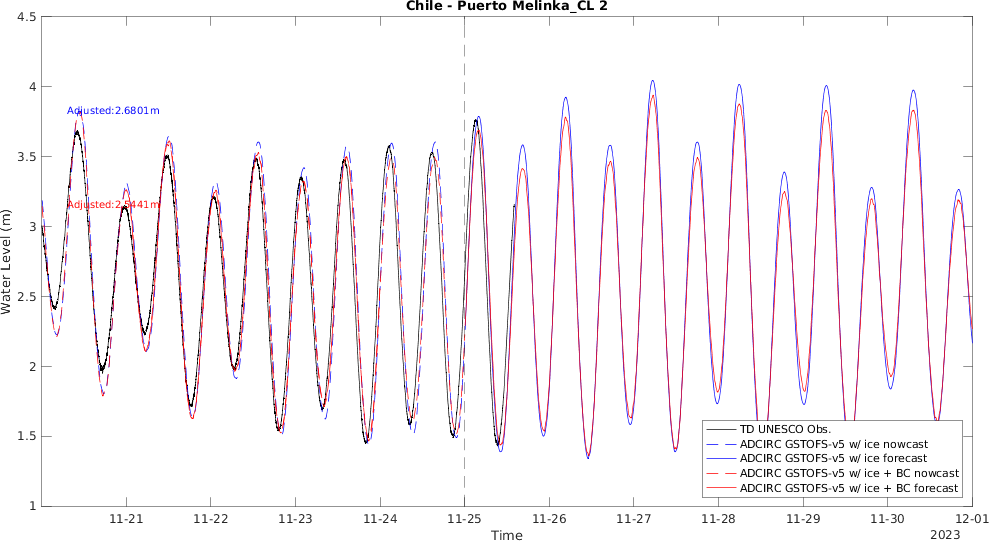 Chile - Puerto Melinka_CL 2
4.5
4
3.5
3
2.5
2
1.5
1
Water Level (m)
Adjusted:2.6801m
Adjusted:2.5441m
TD UNESCO Obs.
ADCIRC GSTOFS-v5 w/ ice nowcast
ADCIRC GSTOFS-v5 w/ ice forecast
ADCIRC GSTOFS-v5 w/ ice + BC nowcast
ADCIRC GSTOFS-v5 w/ ice + BC forecast
11-21 11-22 11-23 11-24 11-25 11-26 11-27 11-28 11-29 11-30 12-01
Time
2023